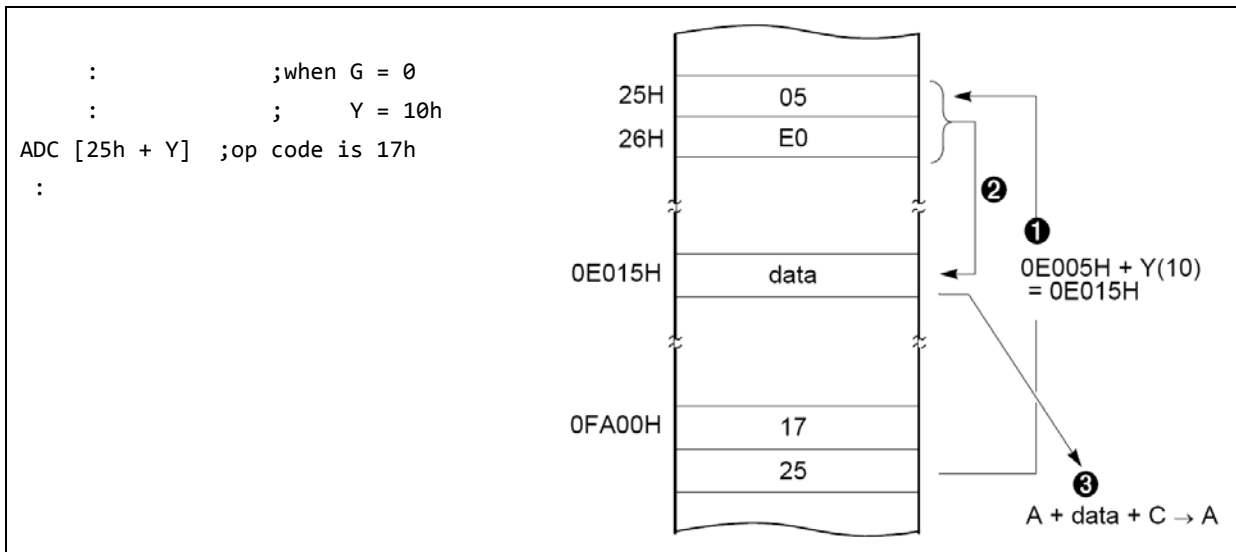 : ;when G = 0
: ; Y = 10h
ADC [25h + Y] ;op code is 17h
:
25H 05
26H E0
❷
❶
0E015H data
0E005H + Y(10)
= 0E015H
0FA00H 17
25
❸
A + data + C → A